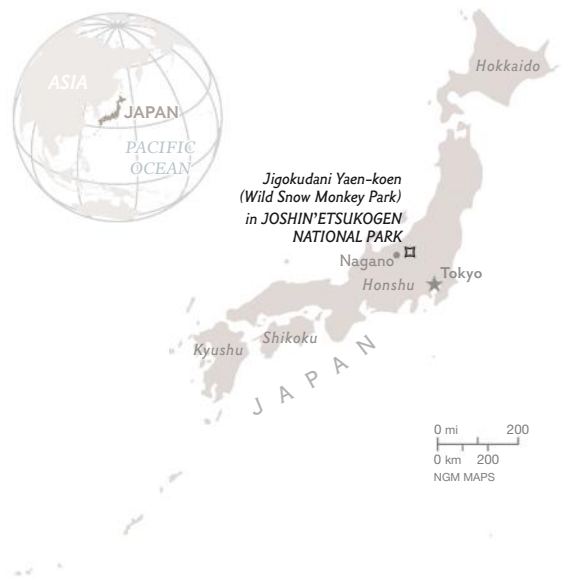 ASIA
JAPAN
PACIFIC
OCEAN
Hokkaido
Jigokudani Yaen-koen
(Wild Snow Monkey Park)
in JOSHIN'ETSUKOGEN
NATIONAL PARK
Nagano
Tokyo
Honshu
Kyushu
Shikoku
JAPAN
0 mi 200
0 km 200
NGM MAPS